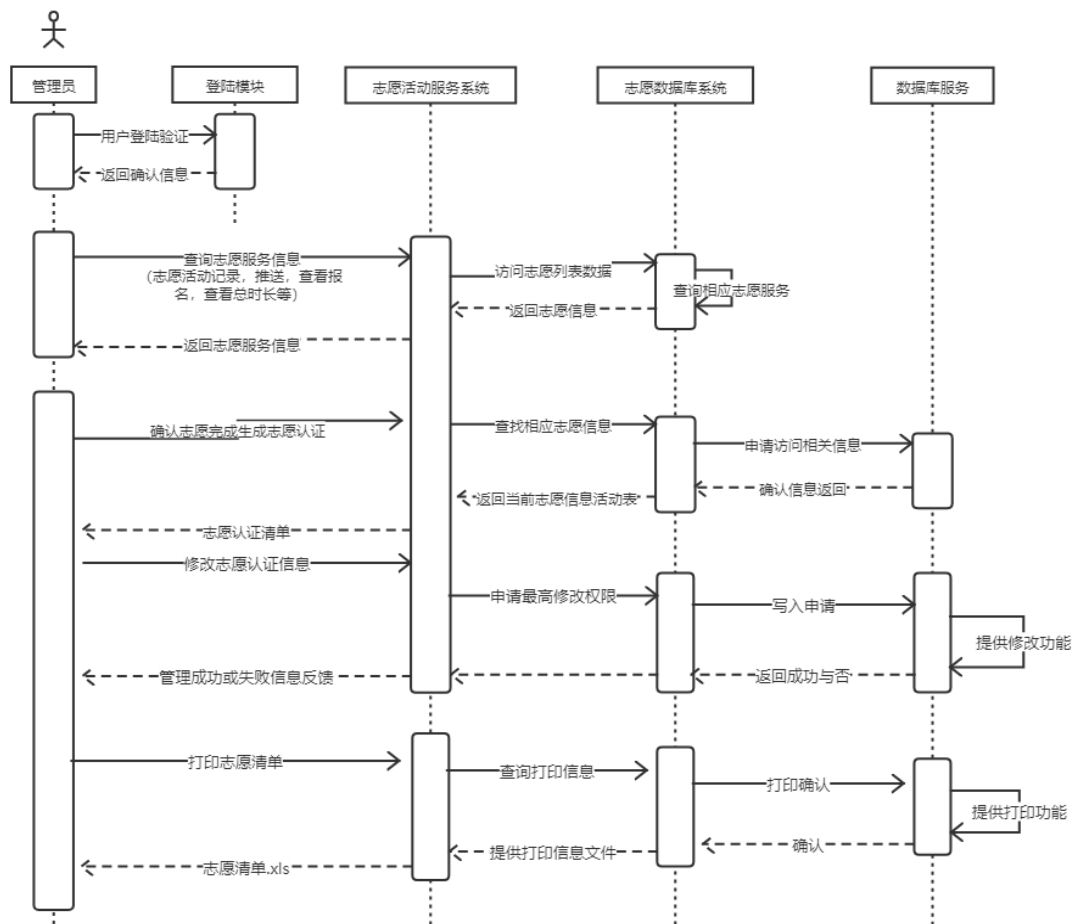 管理员
登陆模块
志愿活动服务系统
志愿数据库系统
数据库服务
用户登陆验证
返回确认信息
查询志愿服务信息
（志愿活动记录，推送，查看报
名，查看总时长等）
访问志愿列表数据
查询相应志愿服务
返回志愿信息
返回志愿服务信息
确认志愿完成生成志愿认证
查找相应志愿信息
申请访问相关信息
确认信息返回
返回当前志愿信息活动表
志愿认证清单
修改志愿认证信息
申请最高修改权限
写入申请
提供修改功能
返回成功与否
管理成功或失败信息反馈
打印志愿清单
查询打印信息
打印确认
提供打印功能
确认
提供打印信息文件
志愿清单.xls